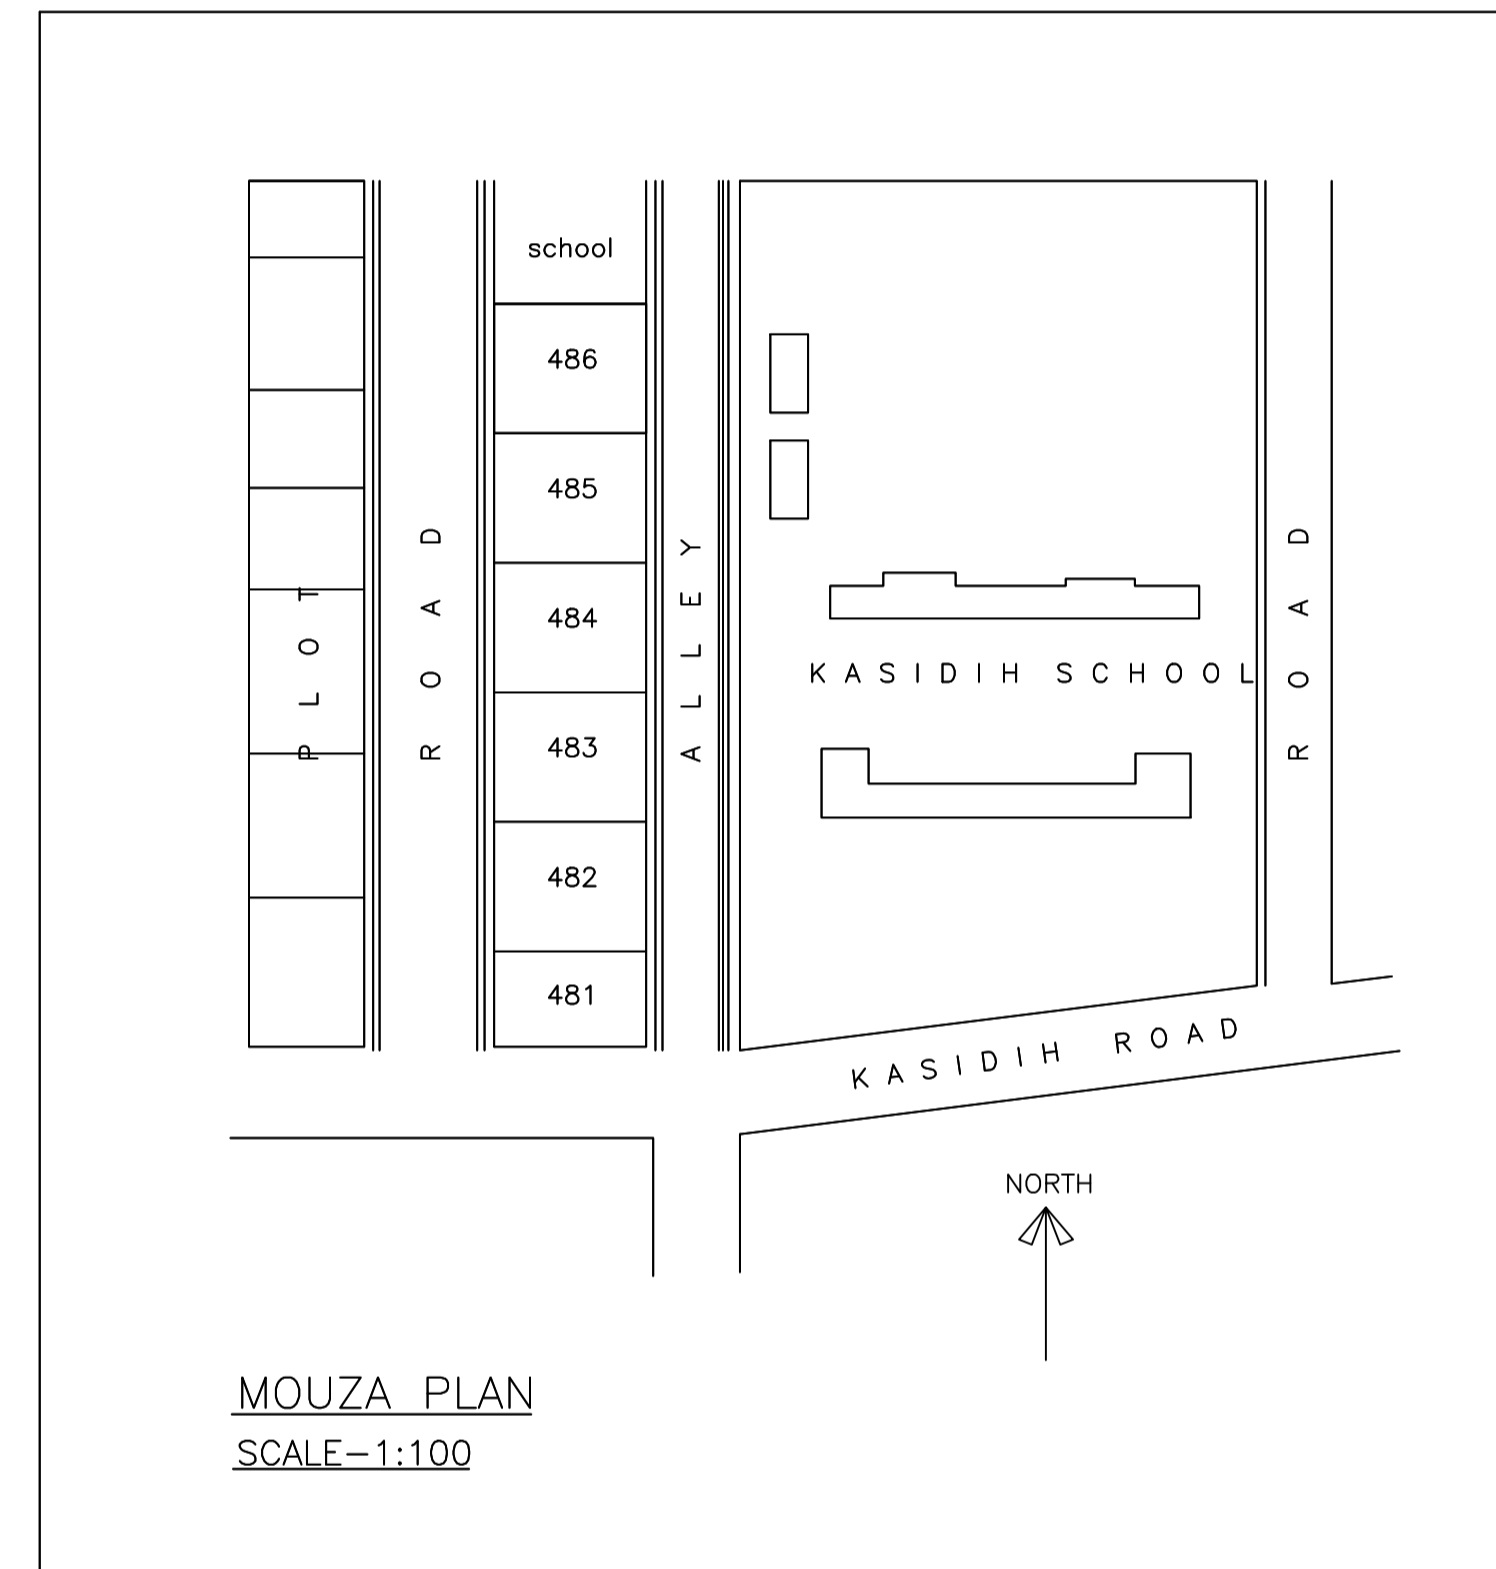 school
486
485
484
483
482
481
PLOT
ROAD
ALLEY
KASIDIH SCHOOL
ROAD
KASIDIH ROAD
NORTH
MOUZA PLAN
SCALE-1:100